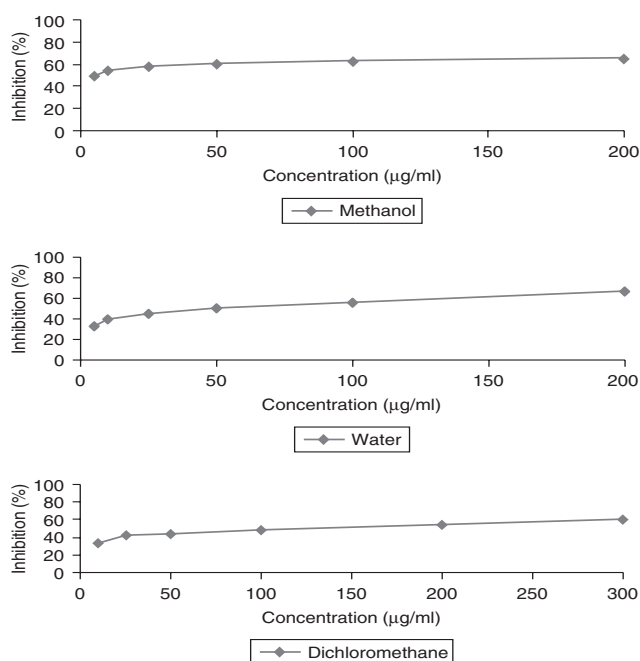 100
80
60
40
20
0
Inhibition (%)
0 50 100 150 200
Concentration (μg/ml)
Methanol
100
80
60
40
20
0
Inhibition (%)
0 50 100 150 200
Concentration (μg/ml)
Water
100
80
60
40
20
0
Inhibition (%)
0 50 100 150 200 250 300
Concentration (μg/ml)
Dichloromethane